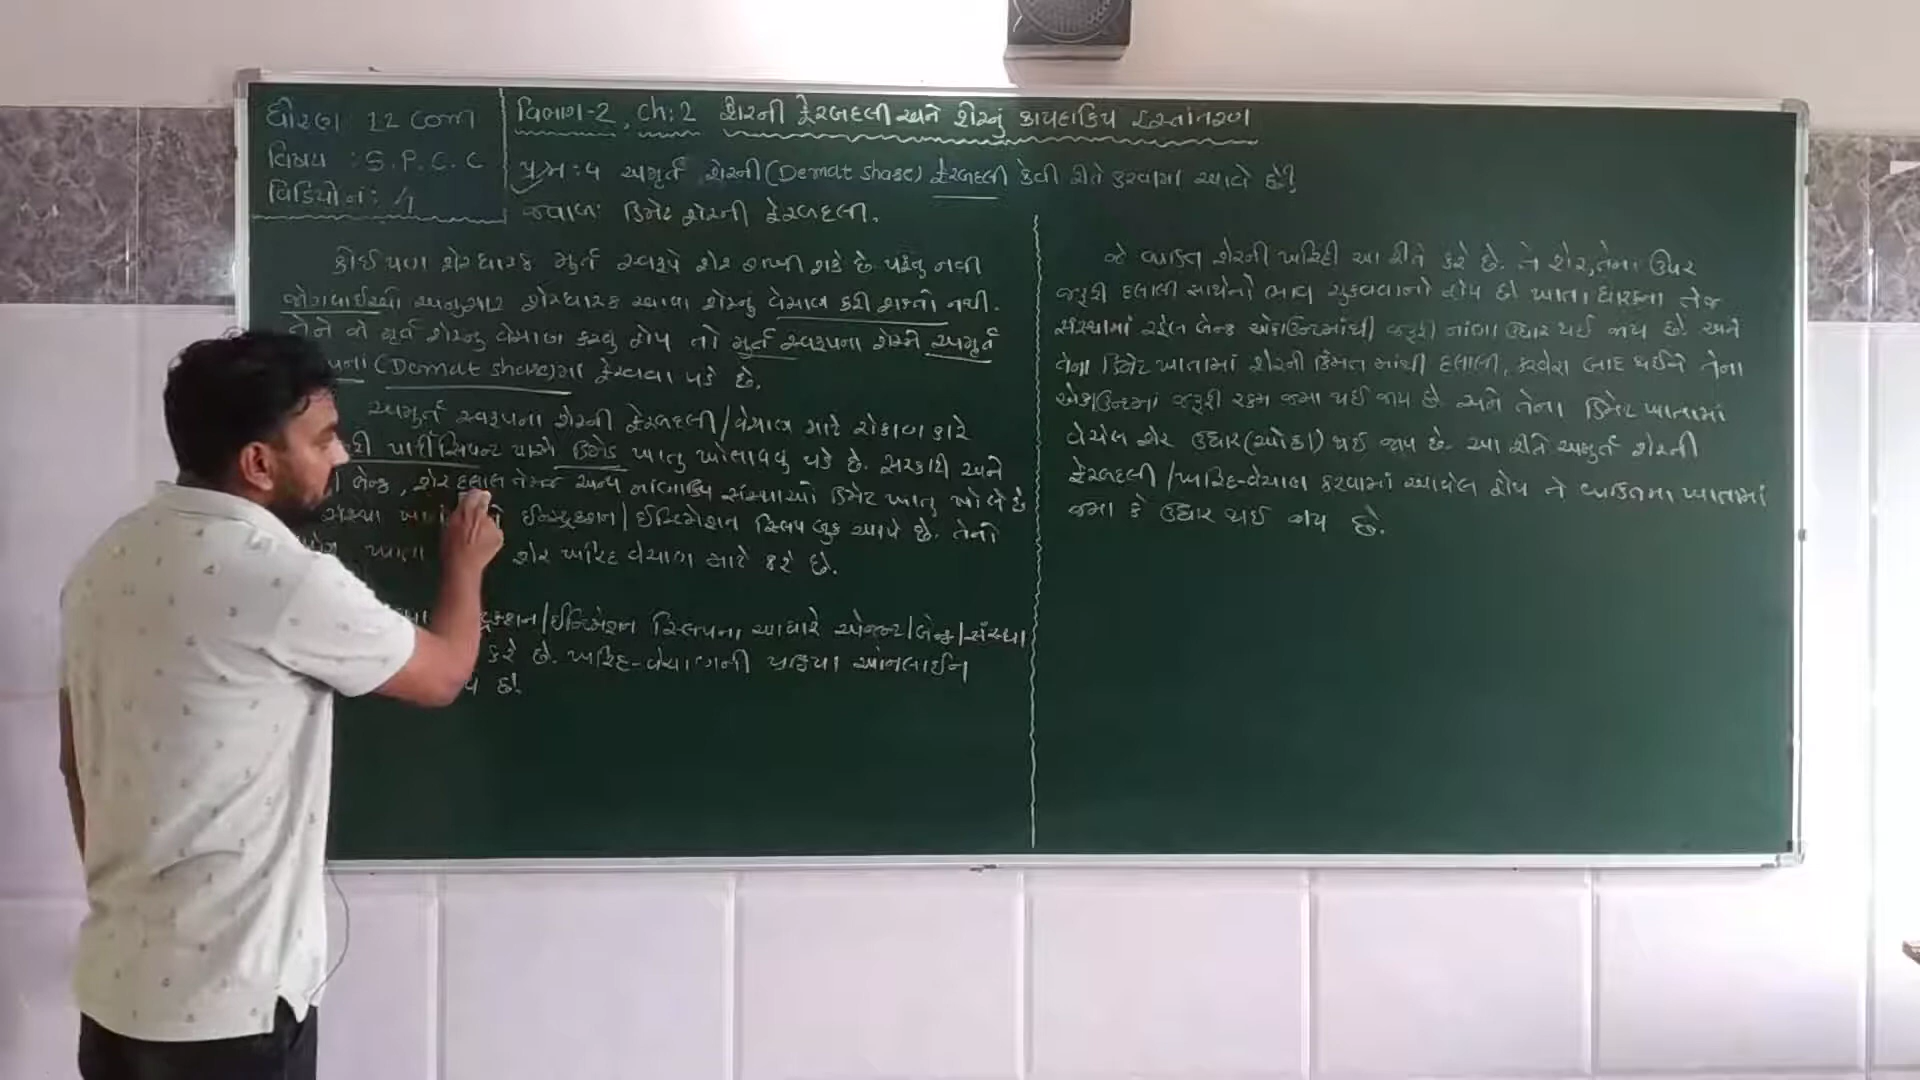 ધોરણ 12 Com
વિષય : S.P.C.C
વિડિયો નં: 4
વિભાગ-2, ch:2 શેરની ફેરબદલી અને શેરનું કાયદાકિય હસ્તાંતરણ
પ્રશ્ન:4 અમૂર્ત શેરની (Demat Share) ફેરબદલી કેવી રીતે કરવામાં આવે છે?
જવાબ: ડિમેટ શેરની ફેરબદલી.
કોઈ પણ શેરધારક મુર્ત સ્વરૂપે શેર રાખી શકે છે પરંતુ નવી
જોગવાઈઓ અનુસાર શેરધારક આવા શેરનું વેચાણ કરી શકતો નથી.
તેને જો મુર્ત શેરનું વેચાણ કરવું હોય તો મુર્ત સ્વરૂપના શેરને અમુર્ત
(Demat share)માં ફેરવવા પડે છે.
અમુર્ત સ્વરૂપના શેરની ફેરબદલી/વેચાણ માટે રોકાણકારે
પાર્ટીસિપન્ટ પાસે ડિમેટ ખાતુ ખોલાવવુ પડે છે. સરકારી અને
બેન્ક, શેર દલાલ તેમજ અન્ય નાંણાકિય સંસ્થાઓ ડિમેટ ખાતુ ખોલે છે
સંસ્થા ઈન્સ્ટ્રક્શન/ઈન્ટિમેશન સ્લિપ બુક આપે છે. તેનો
ખાતા શેર ખરિદ વેચાણ માટે કરે છે.
ઈન્ટિમેશન સ્લિપના આધારે એજન્ટ/બેન્ક/સંસ્થા
કરે છે. ખરિદ-વેચાણની પ્રક્રિયા ઓનલાઈન
છે.
જે વ્યક્તિ શેરની ખરિદી આ રીતે કરે છે. તે શેર, તેના ઉપર
જરૂરી દલાલી સાથેનો ભાવ ચુકવવાનો હોય છે ખાતા ધારકના તેજ
સંસ્થામાં રહેલ બેન્ક એકાઉન્ટમાંથી જરૂરી નાંણા ઉધાર થઈ જાય છે. અને
તેના ડિમેટ ખાતામાં શેરની કિંમત માંથી દલાલી, કરવેરા બાદ થઈને તેના
એકાઉન્ટમાં જરૂરી રકમ જમા થઈ જાય છે અને તેના ડિમેટ ખાતામાં
વેચેલ શેર ઉધાર(ઓછા) થઈ જાય છે. આ રીતે અમુર્ત શેરની
ફેરબદલી/ખરિદ-વેચાણ કરવામાં આવેલ હોય તે વ્યક્તિના ખાતામાં
જમા કે ઉધાર થઈ જાય છે.